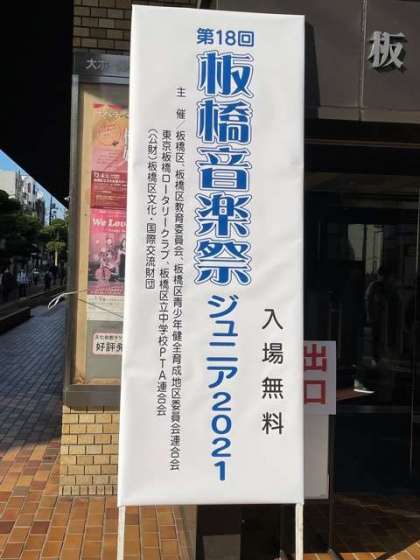 第18回
板橋音楽祭
ジュニア2021
主 催／板橋区、板橋区教育委員会、板橋区青少年健全育成地区委員会連合会
東京板橋ロータリークラブ、板橋区立中学校PTA連合会
(公財)板橋区文化・国際交流財団
入場無料
板
出口
We Lov
好評発